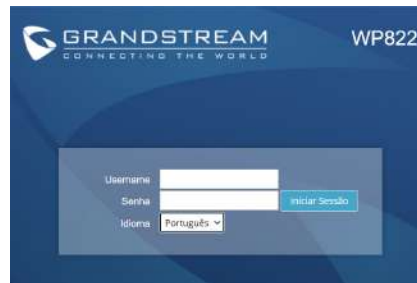 GRANDSTREAM
CONNECTING THE WORLD
WP822
Username
Senha Iniciar Sessão
Idioma Português